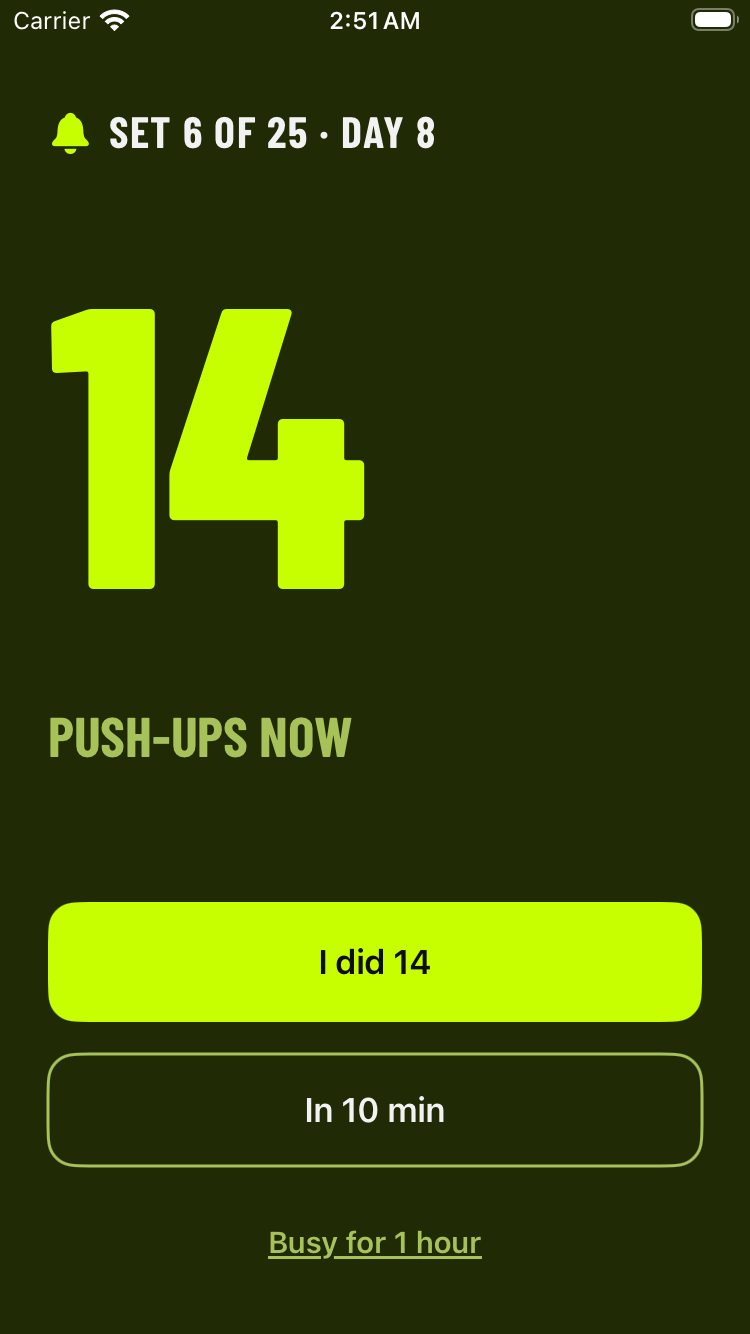 Carrier 2:51 AM
SET 6 OF 25 · DAY 8
14
PUSH-UPS NOW
I did 14
In 10 min
Busy for 1 hour